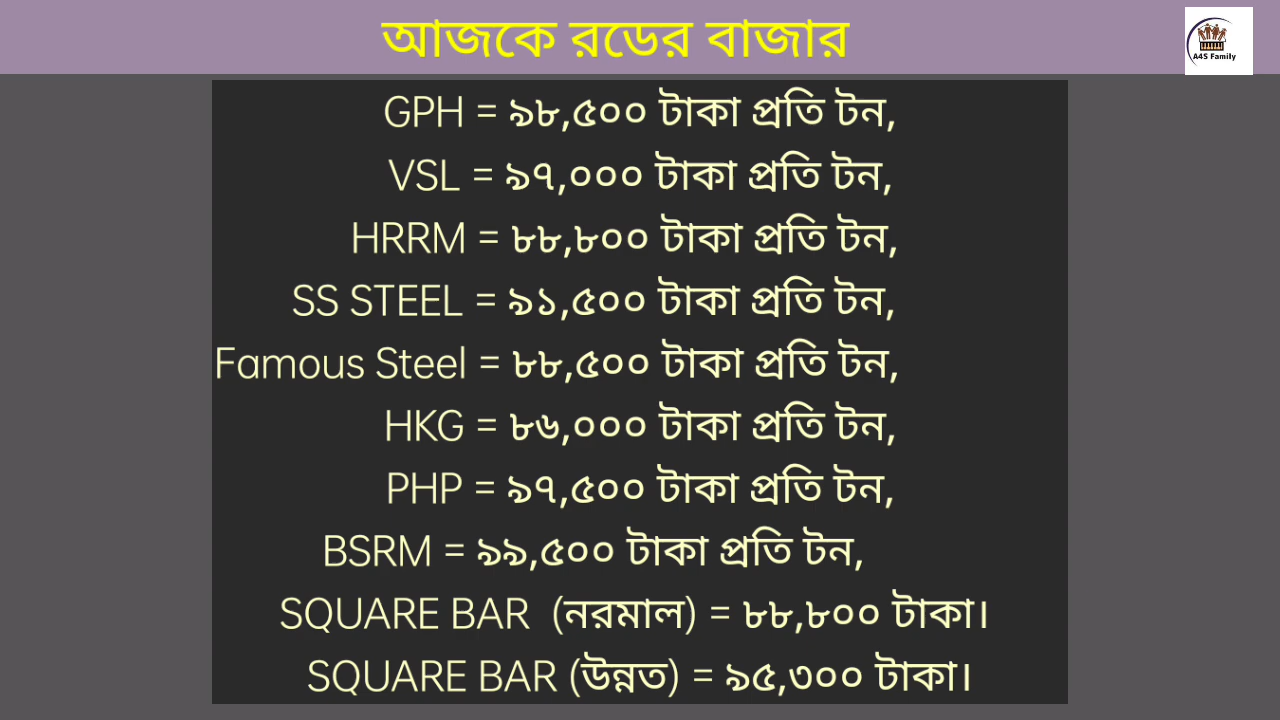 আজকে রডের বাজার
A4S Family
GPH = ৯৮,৫০০ টাকা প্রতি টন,
VSL = ৯৭,০০০ টাকা প্রতি টন,
HRRM = ৮৮,৮০০ টাকা প্রতি টন,
SS STEEL = ৯১,৫০০ টাকা প্রতি টন,
Famous Steel = ৮৮,৫০০ টাকা প্রতি টন,
HKG = ৮৬,০০০ টাকা প্রতি টন,
PHP = ৯৭,৫০০ টাকা প্রতি টন,
BSRM = ৯৯,৫০০ টাকা প্রতি টন,
SQUARE BAR (নরমাল) = ৮৮,৮০০ টাকা।
SQUARE BAR (উন্নত) = ৯৫,৩০০ টাকা।